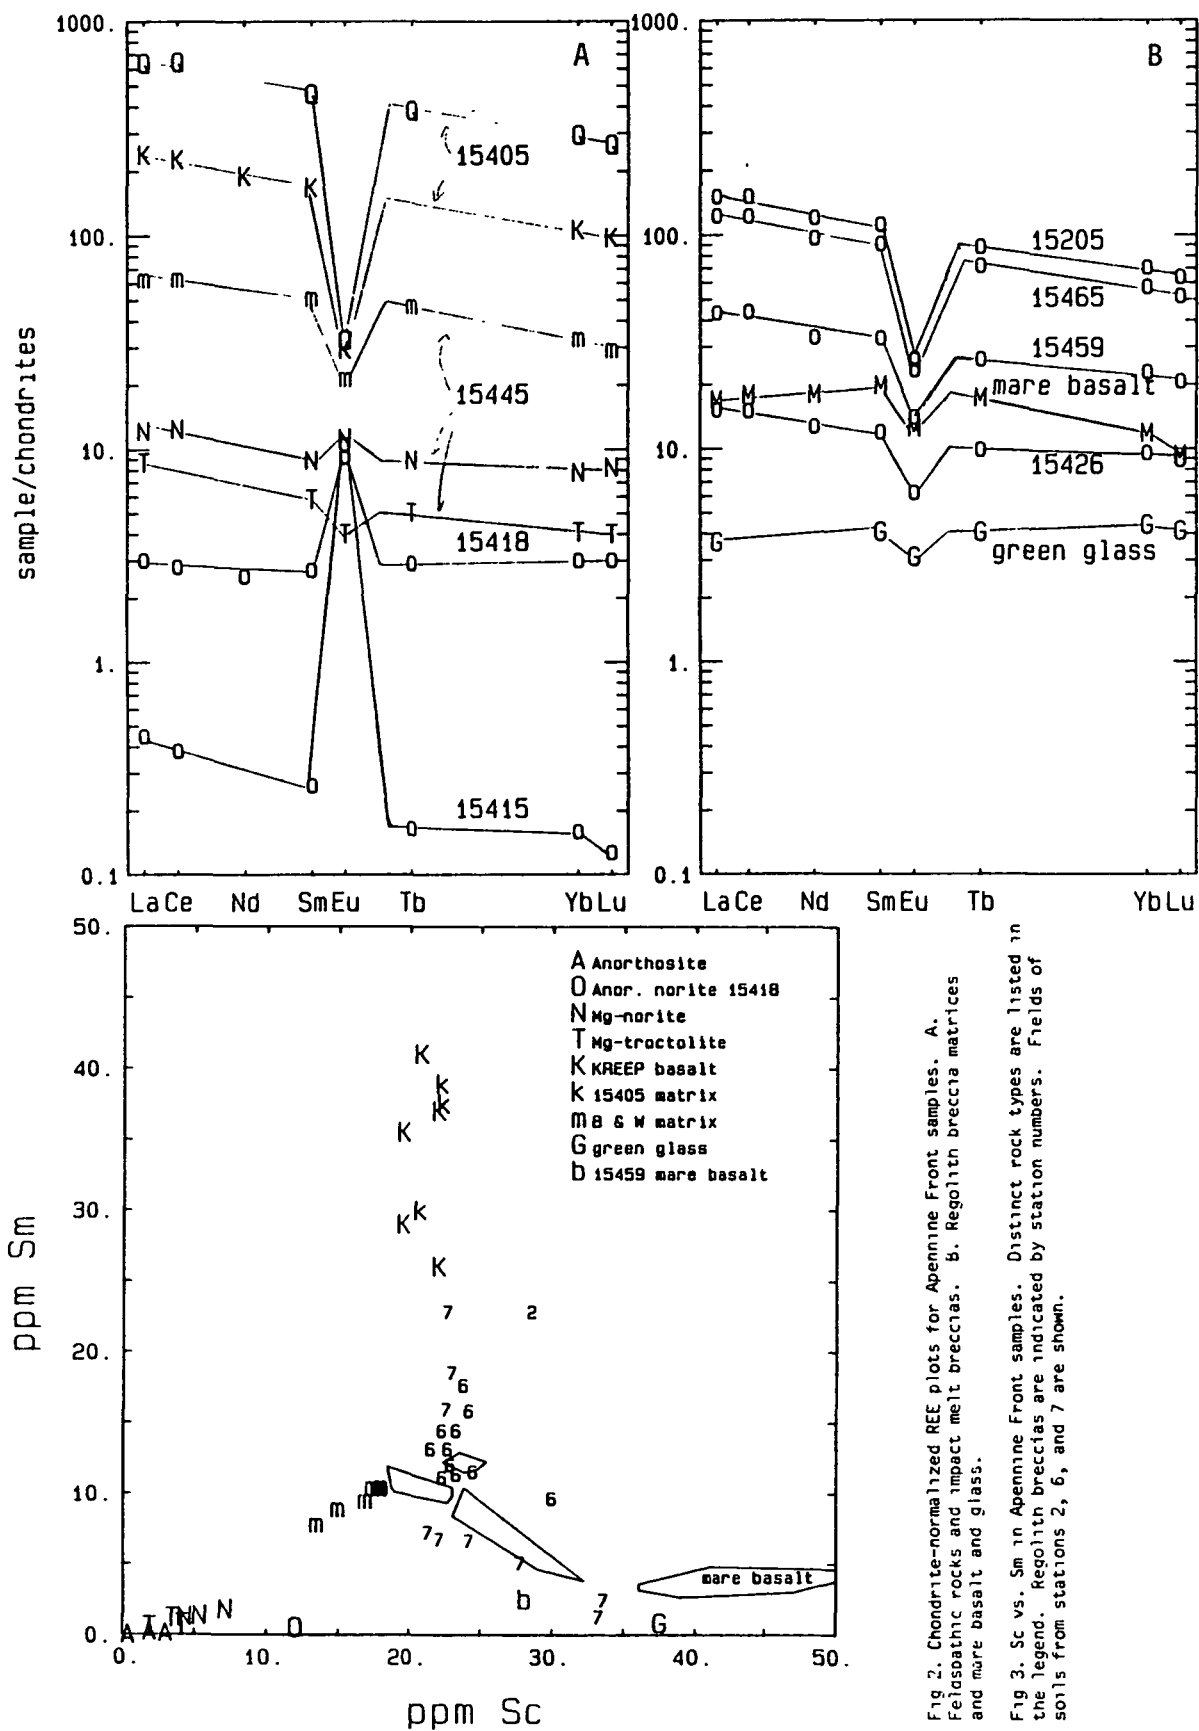 A
sample/chondrites
1000.
100.
10.
1.
0.1
15405
15445
15418
15415
La Ce Nd Sm Eu Tb Yb Lu
B
1000.
100.
10.
1.
0.1
15205
15465
15459
mare basalt
15426
green glass
La Ce Nd Sm Eu Tb Yb Lu
ppm Sm
50.
40.
30.
20.
10.
0.
A Anorthosite
O Anor. norite 15418
N Mg-norite
T Mg-troctolite
K KREEP basalt
k 15405 matrix
m B & W matrix
G green glass
b 15459 mare basalt
mare basalt
0. 10. 20. 30. 40. 50.
ppm Sc
Fig 2. Chondrite-normalized REE plots for Apennine Front samples. A.
Feldspathic rocks and impact melt breccias. B. Regolith breccia matrices
and mare basalt and glass.
Fig 3. Sc vs. Sm in Apennine Front samples. Distinct rock types are listed in
the legend. Regolith breccias are indicated by station numbers. Fields of
soils from stations 2, 6, and 7 are shown.